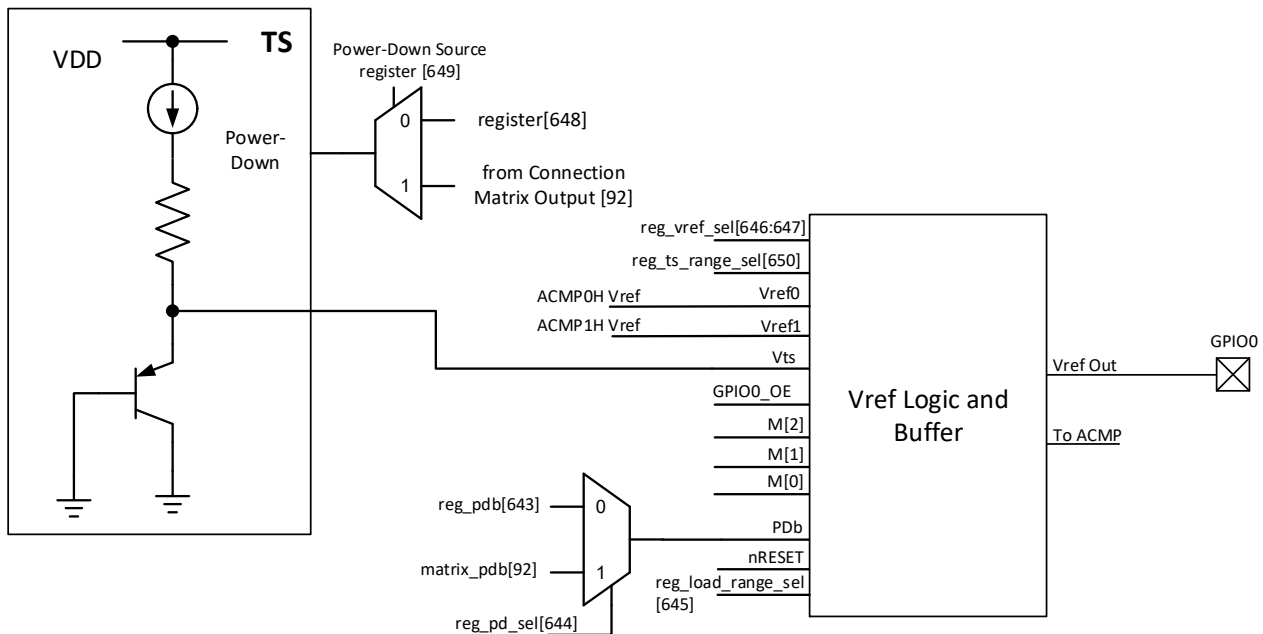 TS
VDD
Power-
Down
Power-Down Source
register [649]
0
1
register[648]
from Connection
Matrix Output [92]
reg_vref_sel[646:647]
reg_ts_range_sel[650]
ACMP0H Vref
Vref0
ACMP1H Vref
Vref1
Vts
GPIO0_OE
M[2]
M[1]
M[0]
reg_pdb[643]
0
matrix_pdb[92]
1
reg_pd_sel[644]
PDb
nRESET
reg_load_range_sel
[645]
Vref Logic and
Buffer
Vref Out
To ACMP
GPIO0